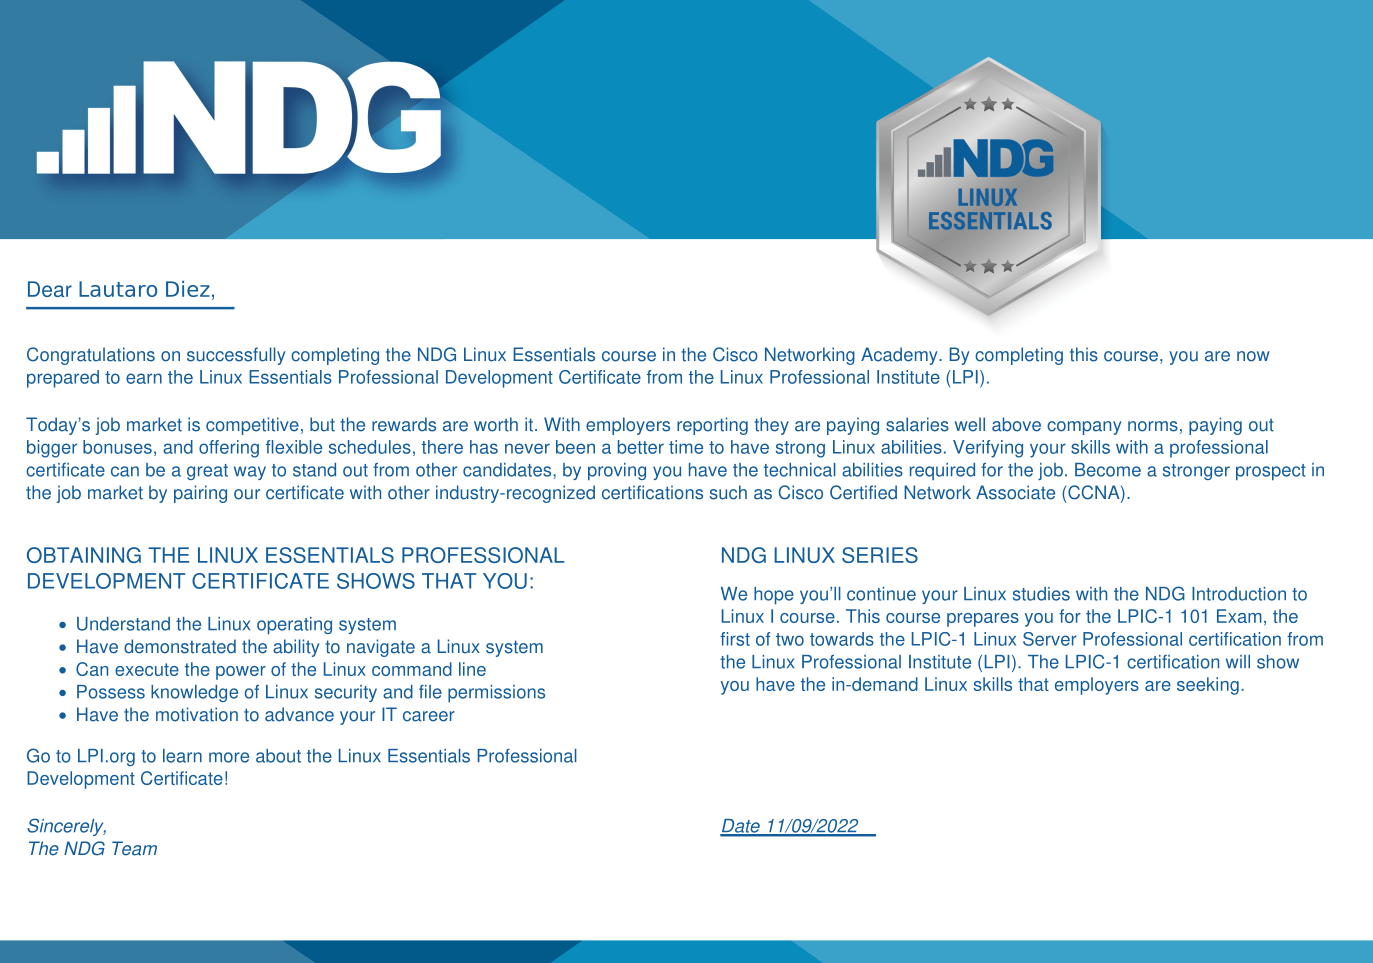 NDG
NDG
LINUX
ESSENTIALS
Dear Lautaro Diez,
Congratulations on successfully completing the NDG Linux Essentials course in the Cisco Networking Academy. By completing this course, you are now
prepared to earn the Linux Essentials Professional Development Certificate from the Linux Professional Institute (LPI).
Today’s job market is competitive, but the rewards are worth it. With employers reporting they are paying salaries well above company norms, paying out
bigger bonuses, and offering flexible schedules, there has never been a better time to have strong Linux abilities. Verifying your skills with a professional
certificate can be a great way to stand out from other candidates, by proving you have the technical abilities required for the job. Become a stronger prospect in
the job market by pairing our certificate with other industry-recognized certifications such as Cisco Certified Network Associate (CCNA).
OBTAINING THE LINUX ESSENTIALS PROFESSIONAL
DEVELOPMENT CERTIFICATE SHOWS THAT YOU:
• Understand the Linux operating system
• Have demonstrated the ability to navigate a Linux system
• Can execute the power of the Linux command line
• Possess knowledge of Linux security and file permissions
• Have the motivation to advance your IT career
Go to LPI.org to learn more about the Linux Essentials Professional
Development Certificate!
Sincerely,
The NDG Team
NDG LINUX SERIES
We hope you’ll continue your Linux studies with the NDG Introduction to
Linux I course. This course prepares you for the LPIC-1 101 Exam, the
first of two towards the LPIC-1 Linux Server Professional certification from
the Linux Professional Institute (LPI). The LPIC-1 certification will show
you have the in-demand Linux skills that employers are seeking.
Date 11/09/2022